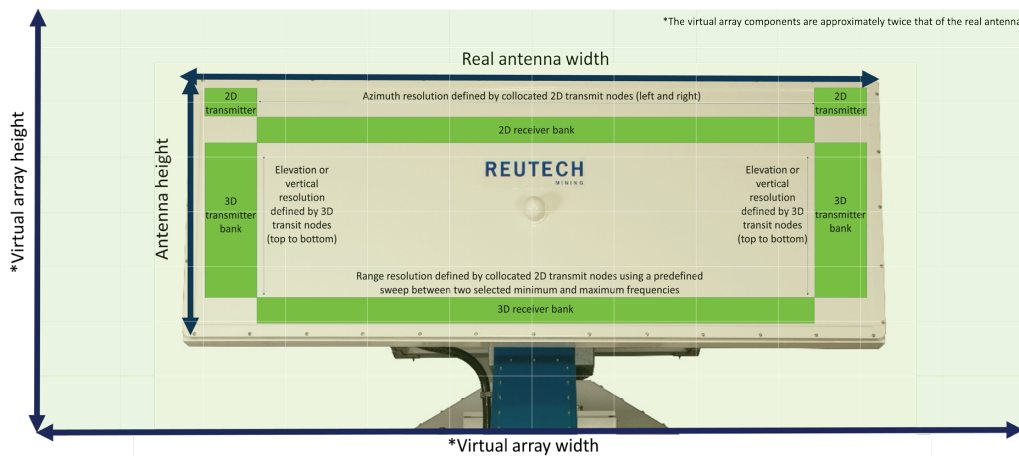 *The virtual array components are approximately twice that of the real antenna
Real antenna width
2D
transmitter
Azimuth resolution defined by collocated 2D transmit nodes (left and right)
2D
transmitter
2D receiver bank
*Virtual array height
Antenna height
3D
transmitter
bank
Elevation or
vertical
resolution
defined by 3D
transit nodes
(top to bottom)
REUTECH
MINING
Elevation or
vertical
resolution
defined by 3D
transit nodes
(top to bottom)
3D
transmitter
bank
Range resolution defined by collocated 2D transmit nodes using a predefined
sweep between two selected minimum and maximum frequencies
3D receiver bank
*Virtual array width